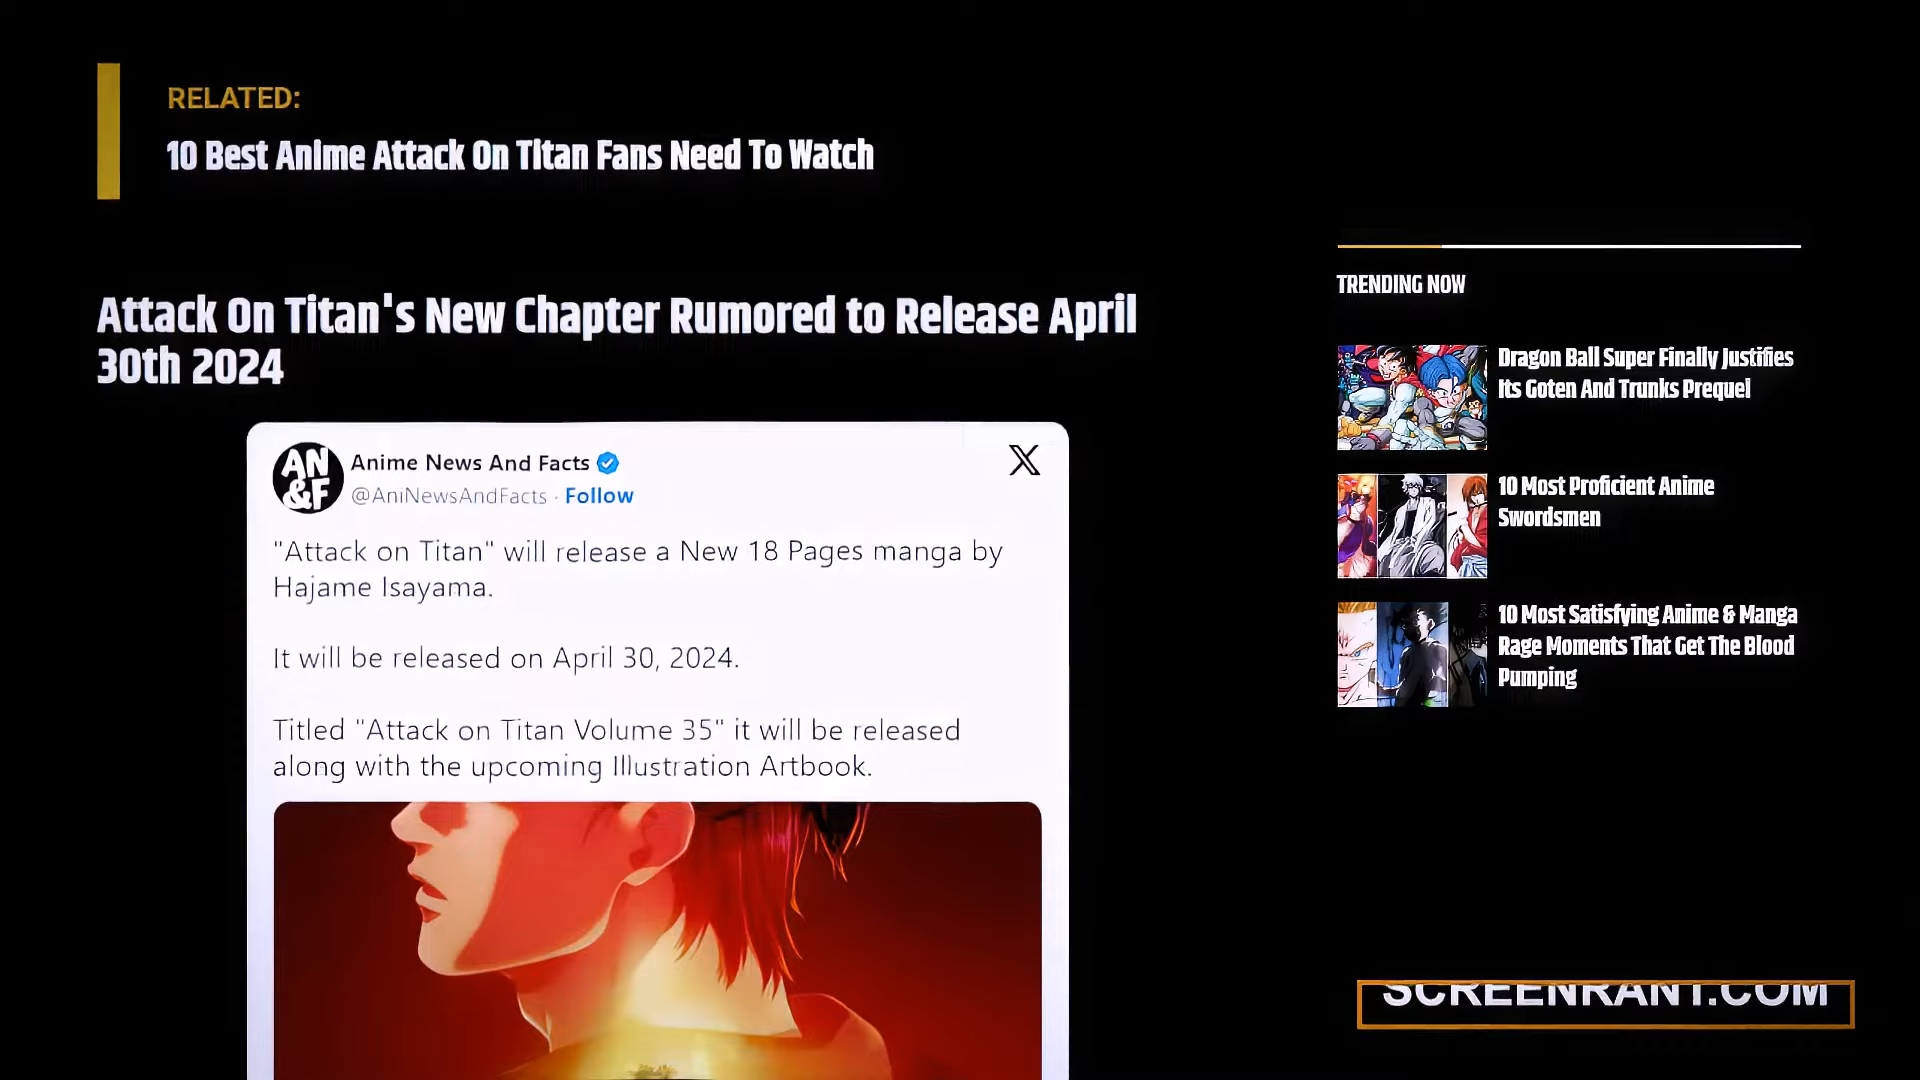 RELATED:
10 Best Anime Attack On Titan Fans Need To Watch
Attack On Titan's New Chapter Rumored to Release April
30th 2024
AN
&F
Anime News And Facts
@AniNewsAndFacts · Follow
X
"Attack on Titan" will release a New 18 Pages manga by
Hajame Isayama.
It will be released on April 30, 2024.
Titled "Attack on Titan Volume 35" it will be released
along with the upcoming Illustration Artbook.
TRENDING NOW
Dragon Ball Super Finally Justifies
Its Goten And Trunks Prequel
10 Most Proficient Anime
Swordsmen
10 Most Satisfying Anime & Manga
Rage Moments That Get The Blood
Pumping
SCREENRANT.COM